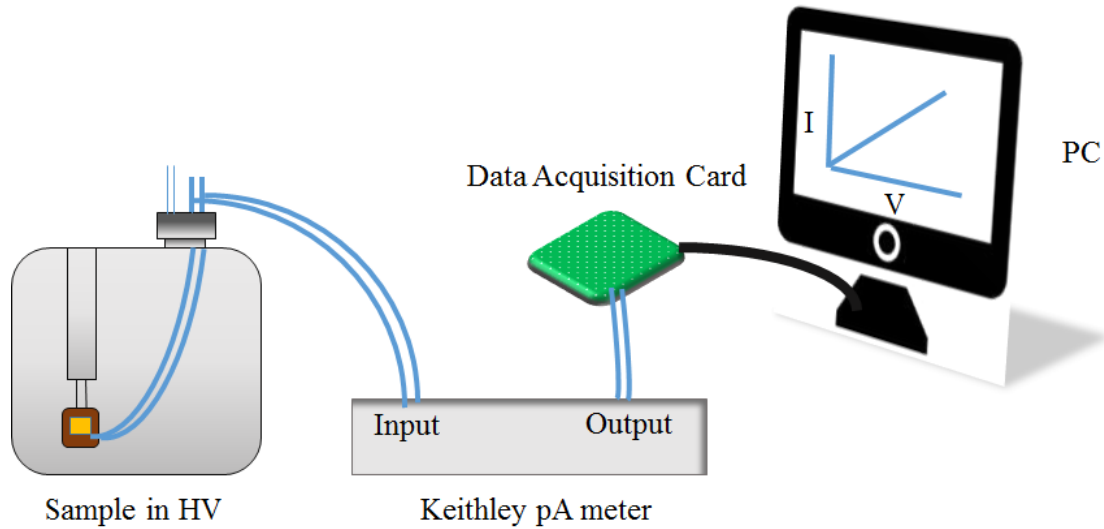 I
V
PC
Data Acquisition Card
Input
Output
Sample in HV
Keithley pA meter